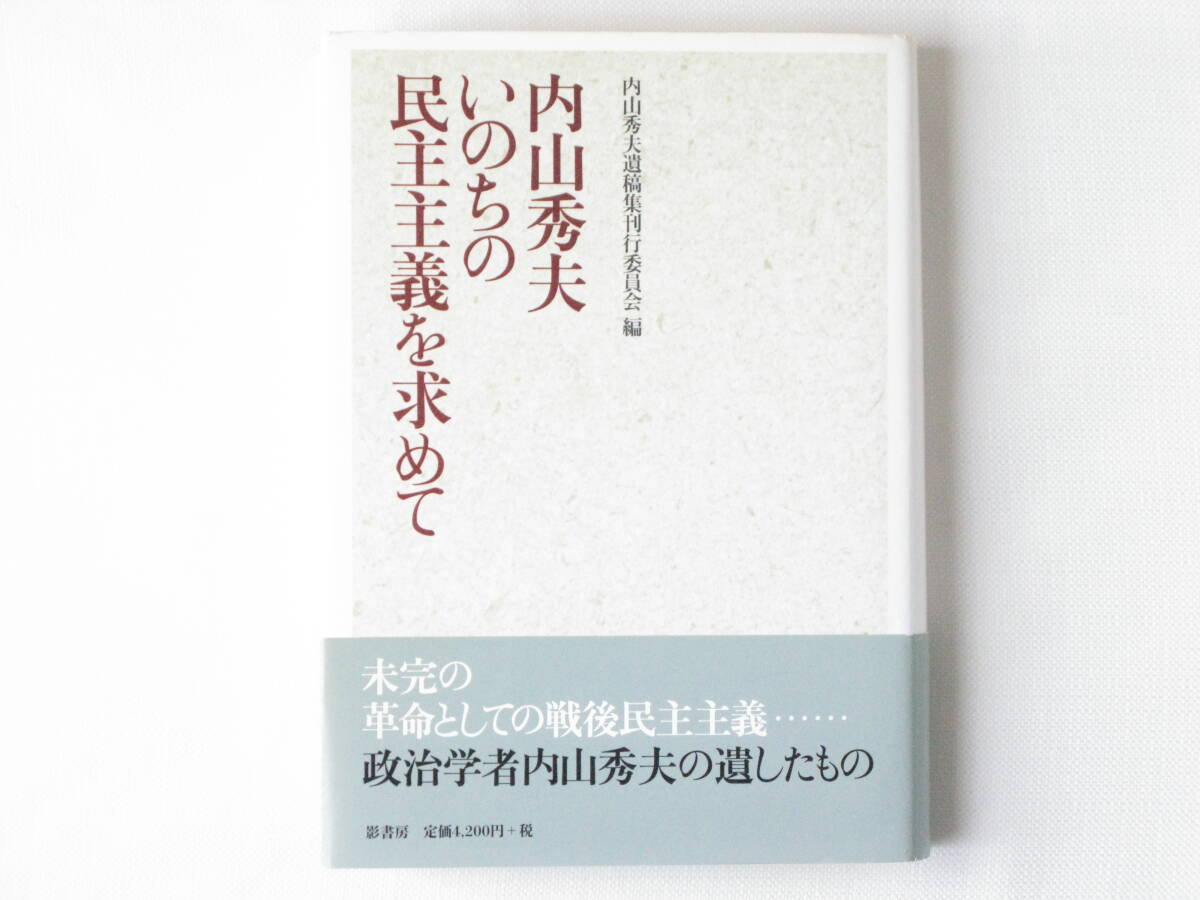 内山秀夫遺稿集刊行委員会 編
内山秀夫
いのちの
民主主義を求めて
未完の
革命としての戦後民主主義……
政治学者内山秀夫の遺したもの
影書房 定価4,200円+税